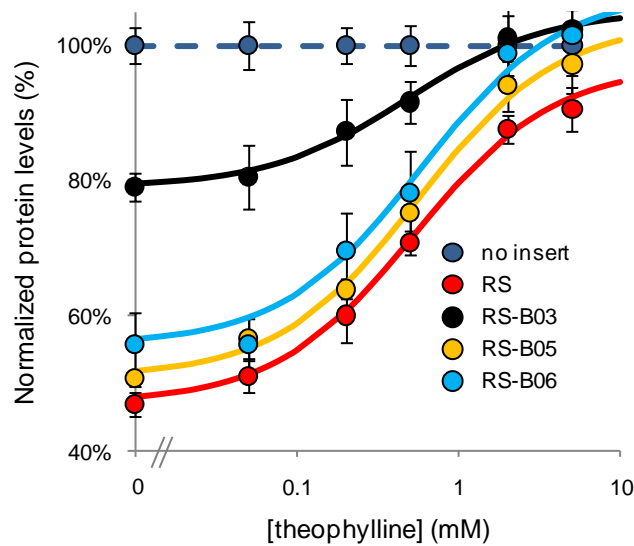 Normalized protein levels (%)
100%
80%
60%
40%
no insert
RS
RS-B03
RS-B05
RS-B06
0
0.1
1
10
[theophylline] (mM)